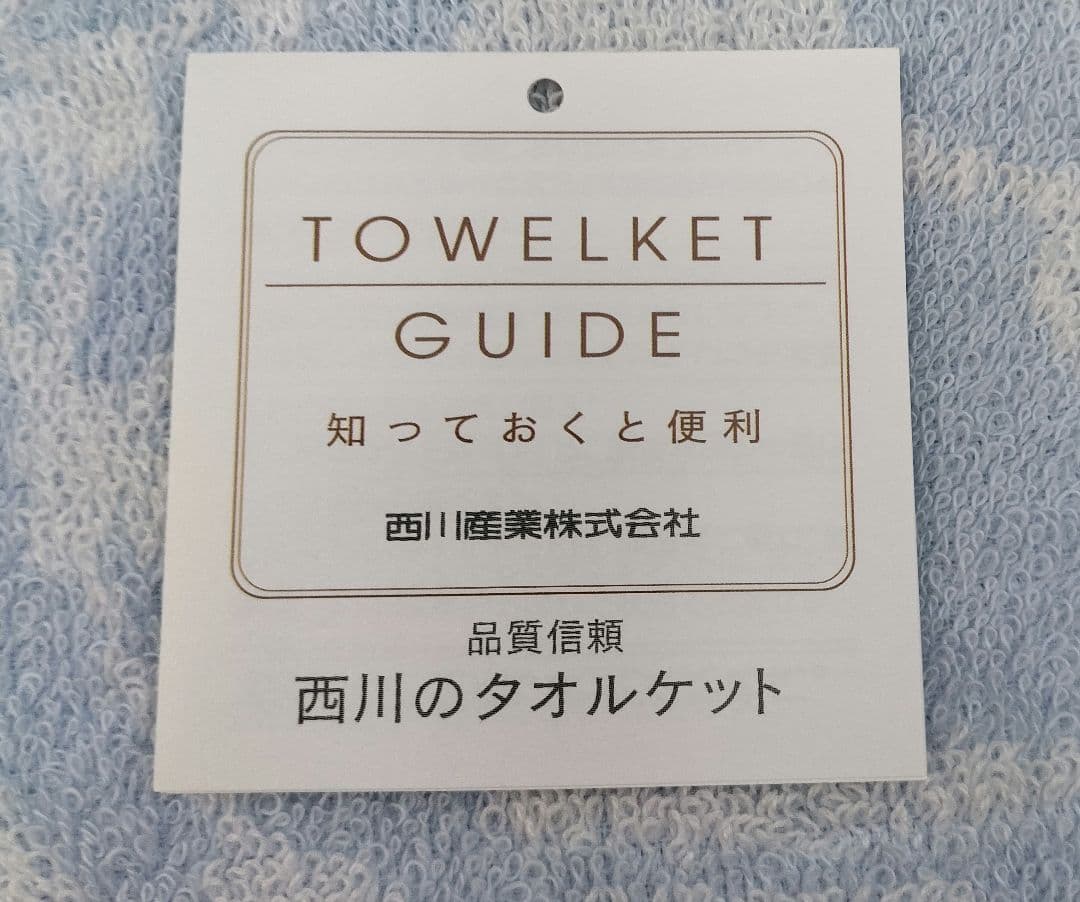 TOWELKET
GUIDE
知っておくと便利
西川産業株式会社
品質信頼
西川のタオルケット